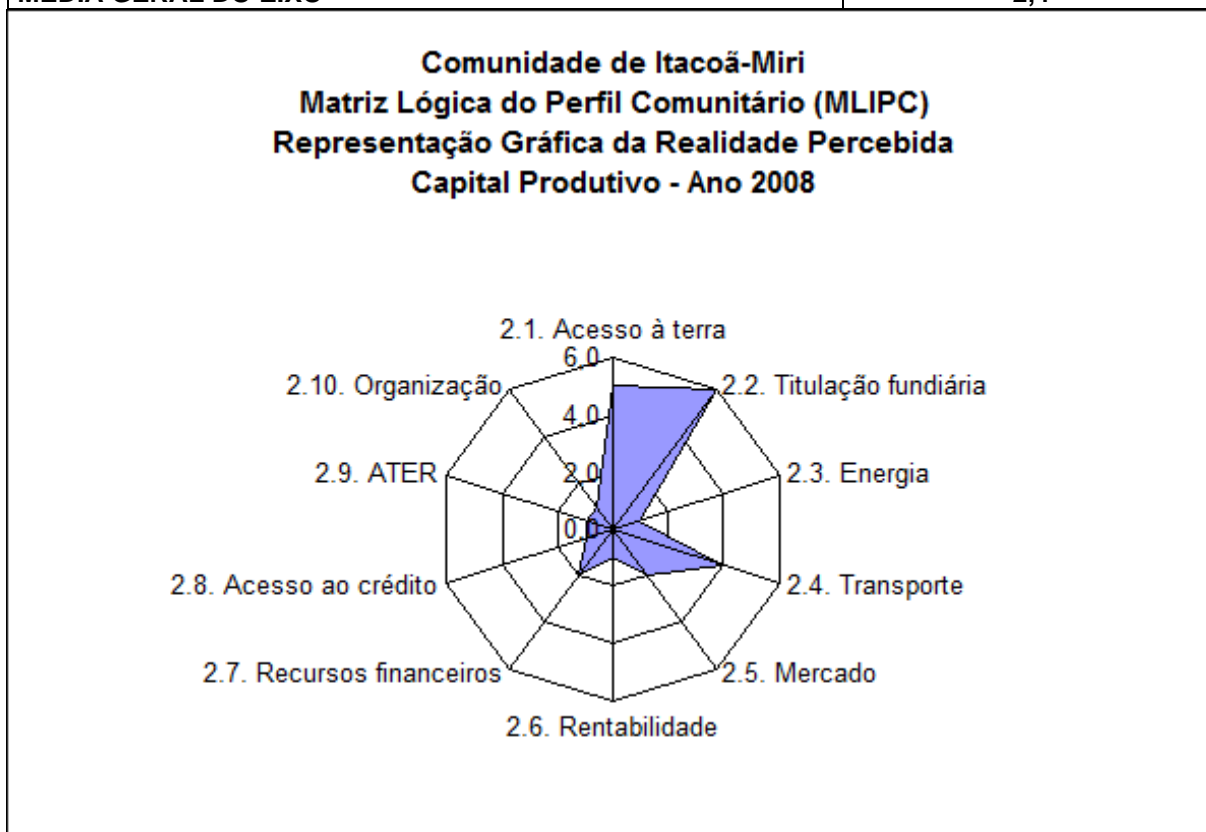 Comunidade de Itacoã-Miri
Matriz Lógica do Perfil Comunitário (MLIPC)
Representação Gráfica da Realidade Percebida
Capital Produtivo - Ano 2008
2.1. Acesso à terra
6,0
2.10. Organização
2.2. Titulação fundiária
4,0
2.9. ATER
2,0
2.3. Energia
0,0
2.8. Acesso ao crédito
2.4. Transporte
2.7. Recursos financeiros
2.5. Mercado
2.6. Rentabilidade